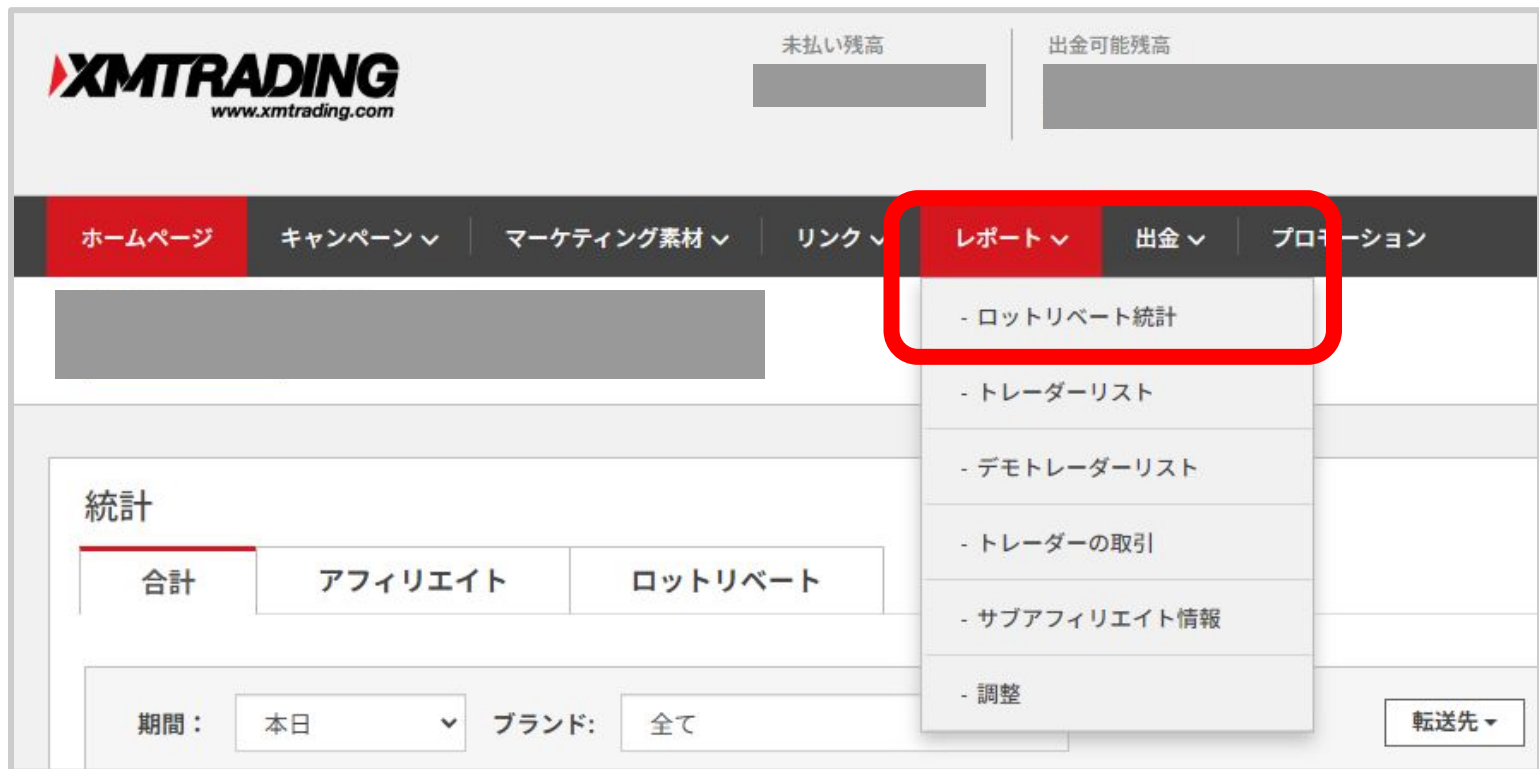 XMTRADING
www.xmtrading.com
未払い残高
出金可能残高
ホームページ
キャンペーン
マーケティング素材
リンク
レポート
出金
プロモーション
- ロットリベート統計
- トレーダーリスト
- デモトレーダーリスト
- トレーダーの取引
- サブアフィリエイト情報
- 調整
統計
合計
アフィリエイト
ロットリベート
期間：
本日
ブランド:
全て
転送先